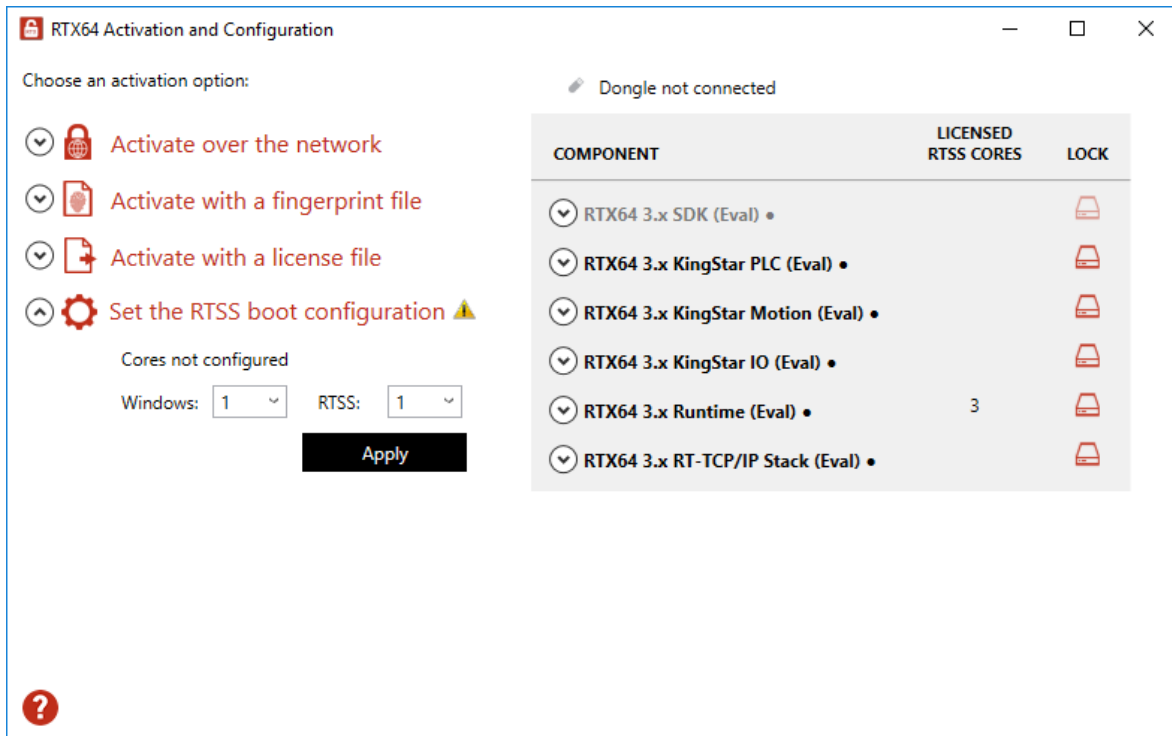 RTX64 Activation and Configuration
Choose an activation option:
Activate over the network
Activate with a fingerprint file
Activate with a license file
Set the RTSS boot configuration
Cores not configured
Windows: 1 RTSS: 1
Apply
Dongle not connected
COMPONENT LICENSED RTSS CORES LOCK
RTX64 3.x SDK (Eval) •
RTX64 3.x KingStar PLC (Eval) •
RTX64 3.x KingStar Motion (Eval) •
RTX64 3.x KingStar IO (Eval) •
RTX64 3.x Runtime (Eval) • 3
RTX64 3.x RT-TCP/IP Stack (Eval) •
?